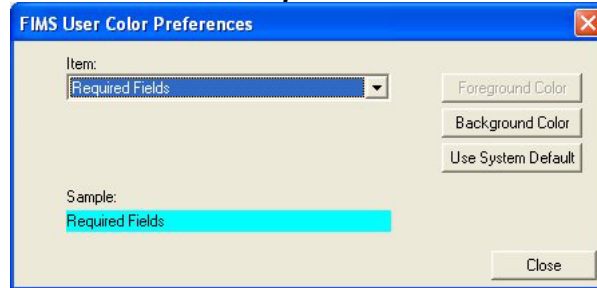 FIMS User Color Preferences
Item:
Required Fields
Foreground Color
Background Color
Use System Default
Sample:
Required Fields
Close